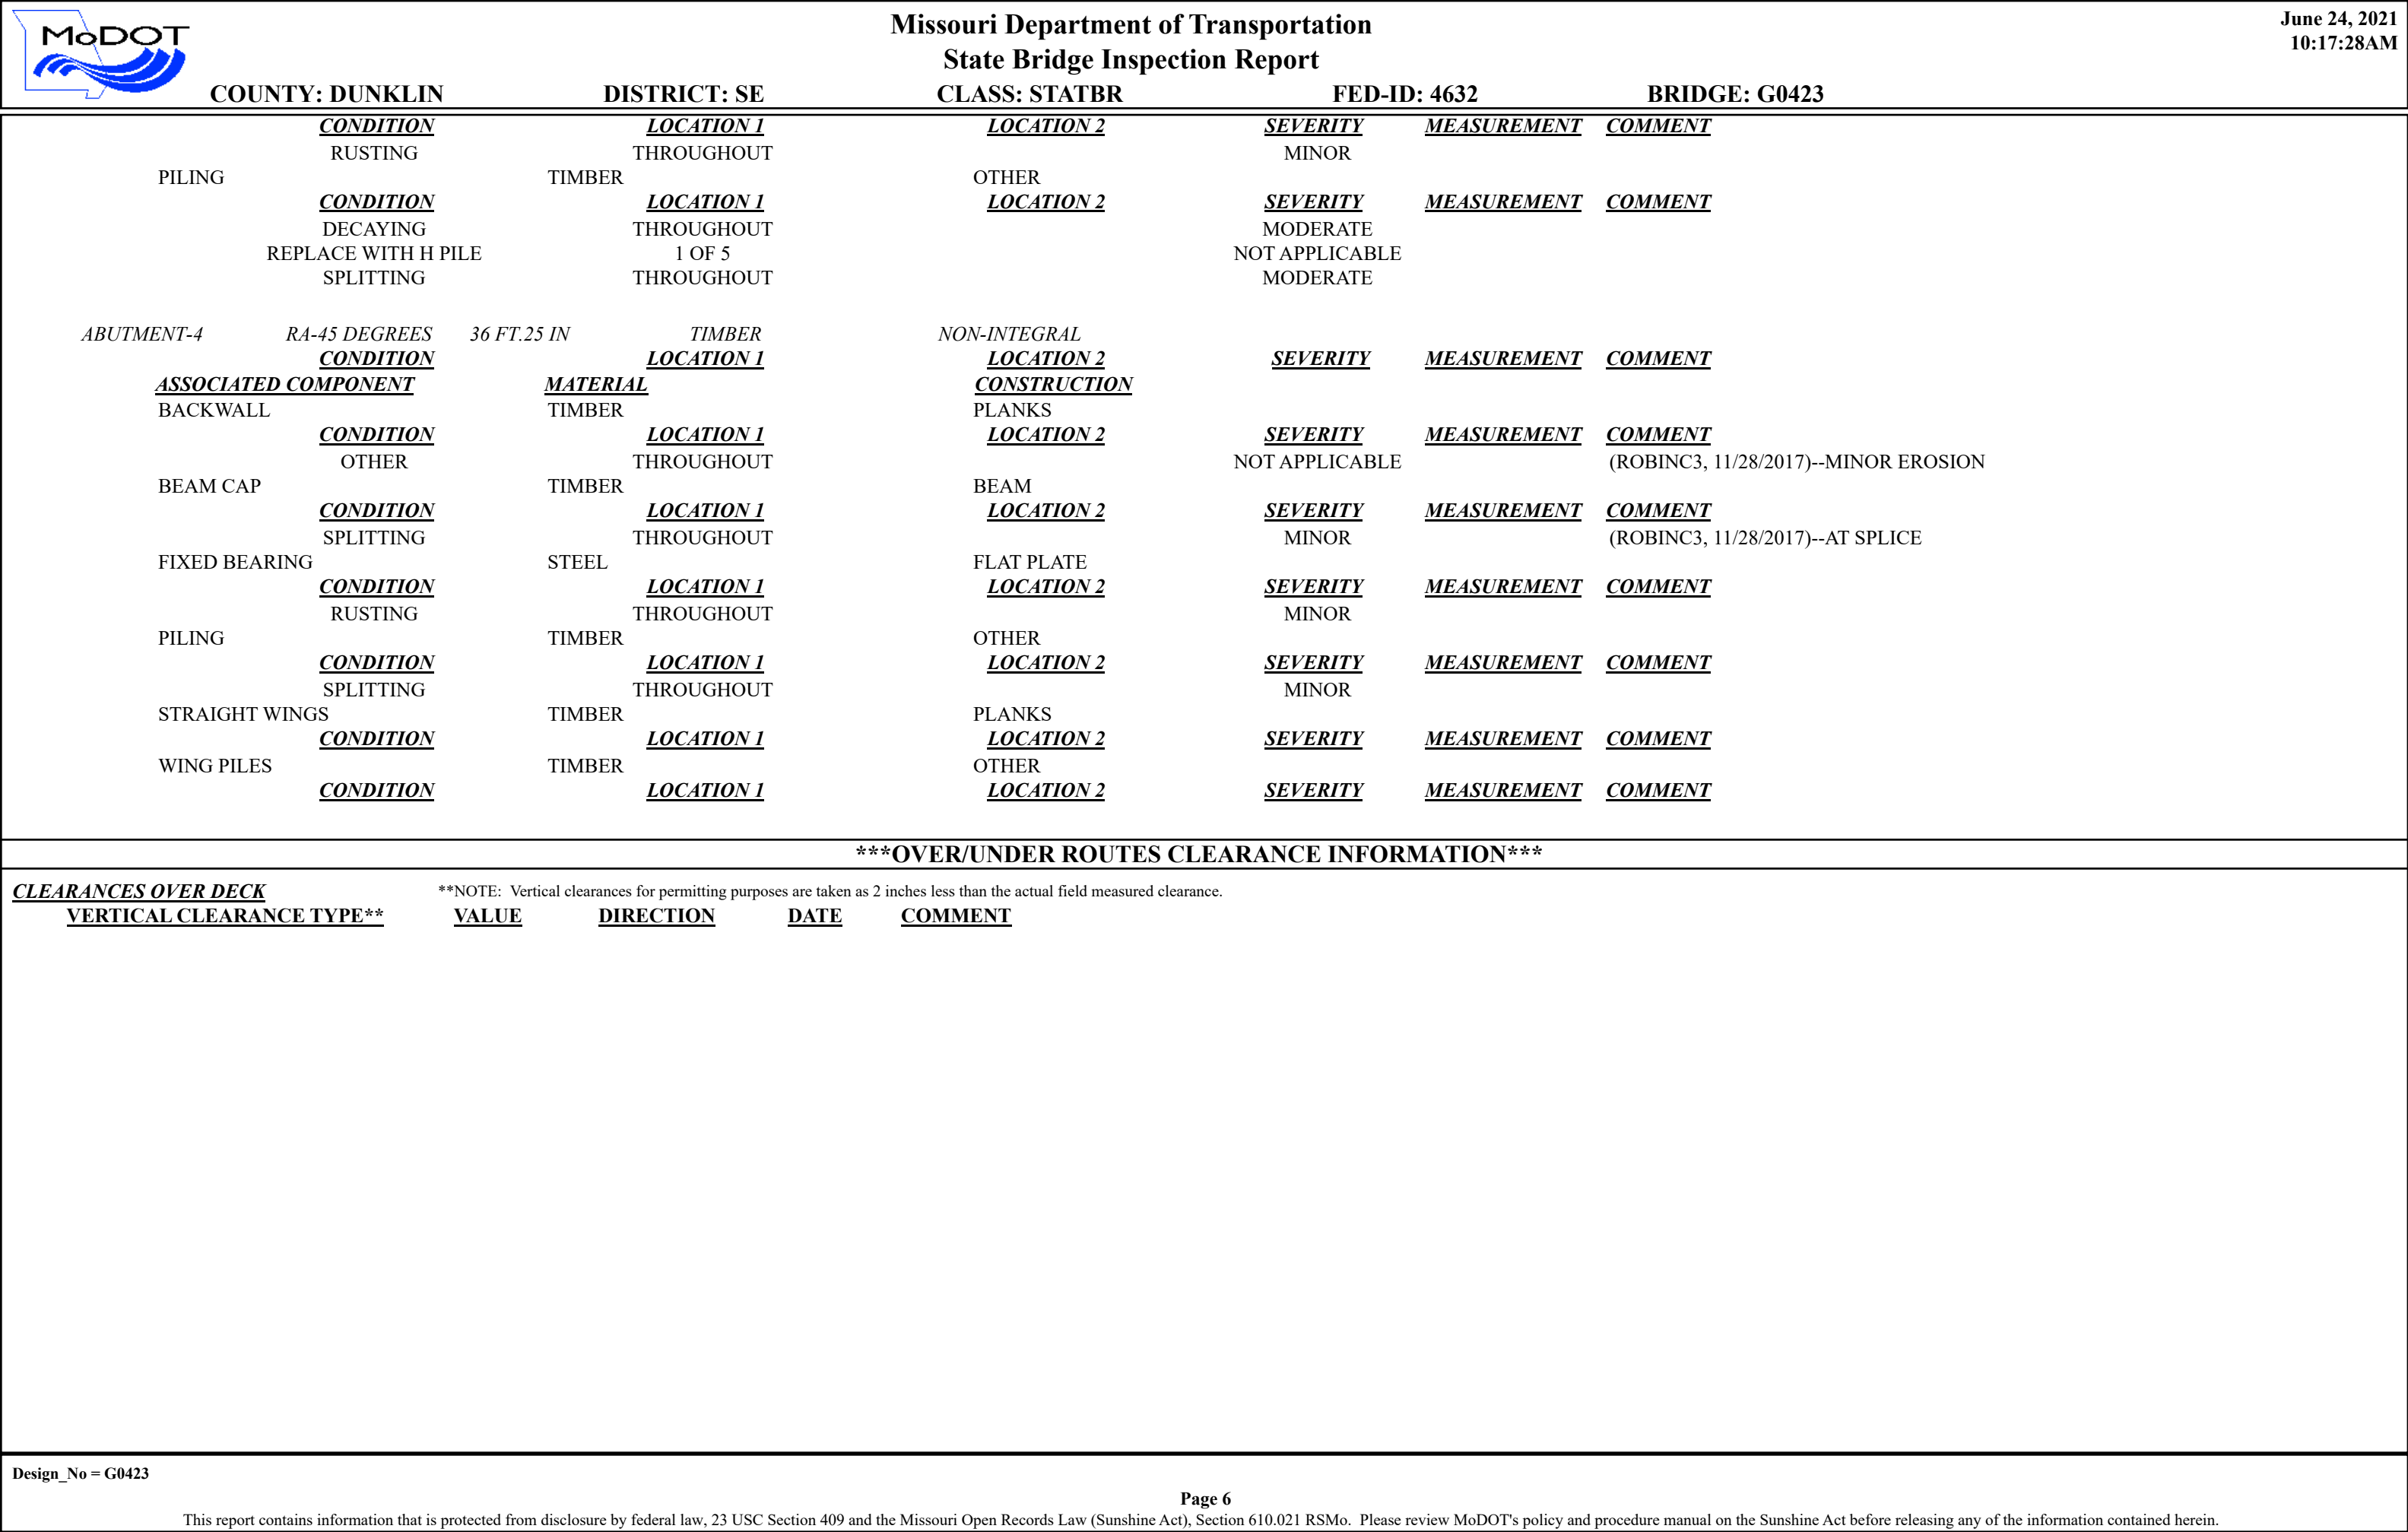 MoDOT
Missouri Department of Transportation
State Bridge Inspection Report
June 24, 2021
10:17:28AM
COUNTY: DUNKLIN DISTRICT: SE CLASS: STATBR FED-ID: 4632 BRIDGE: G0423
CONDITION LOCATION 1 LOCATION 2 SEVERITY MEASUREMENT COMMENT
RUSTING THROUGHOUT MINOR
PILING TIMBER OTHER
CONDITION LOCATION 1 LOCATION 2 SEVERITY MEASUREMENT COMMENT
DECAYING THROUGHOUT MODERATE
REPLACE WITH H PILE 1 OF 5 NOT APPLICABLE
SPLITTING THROUGHOUT MODERATE
ABUTMENT-4 RA-45 DEGREES 36 FT.25 IN TIMBER NON-INTEGRAL
CONDITION LOCATION 1 LOCATION 2 SEVERITY MEASUREMENT COMMENT
ASSOCIATED COMPONENT MATERIAL CONSTRUCTION
BACKWALL TIMBER PLANKS
CONDITION LOCATION 1 LOCATION 2 SEVERITY MEASUREMENT COMMENT
OTHER THROUGHOUT NOT APPLICABLE (ROBINC3, 11/28/2017)--MINOR EROSION
BEAM CAP TIMBER BEAM
CONDITION LOCATION 1 LOCATION 2 SEVERITY MEASUREMENT COMMENT
SPLITTING THROUGHOUT MINOR (ROBINC3, 11/28/2017)--AT SPLICE
FIXED BEARING STEEL FLAT PLATE
CONDITION LOCATION 1 LOCATION 2 SEVERITY MEASUREMENT COMMENT
RUSTING THROUGHOUT MINOR
PILING TIMBER OTHER
CONDITION LOCATION 1 LOCATION 2 SEVERITY MEASUREMENT COMMENT
SPLITTING THROUGHOUT MINOR
STRAIGHT WINGS TIMBER PLANKS
CONDITION LOCATION 1 LOCATION 2 SEVERITY MEASUREMENT COMMENT
WING PILES TIMBER OTHER
CONDITION LOCATION 1 LOCATION 2 SEVERITY MEASUREMENT COMMENT
***OVER/UNDER ROUTES CLEARANCE INFORMATION***
CLEARANCES OVER DECK **NOTE: Vertical clearances for permitting purposes are taken as 2 inches less than the actual field measured clearance.
VERTICAL CLEARANCE TYPE** VALUE DIRECTION DATE COMMENT
Design_No = G0423
Page 6
This report contains information that is protected from disclosure by federal law, 23 USC Section 409 and the Missouri Open Records Law (Sunshine Act), Section 610.021 RSMo. Please review MoDOT's policy and procedure manual on the Sunshine Act before releasing any of the information contained herein.